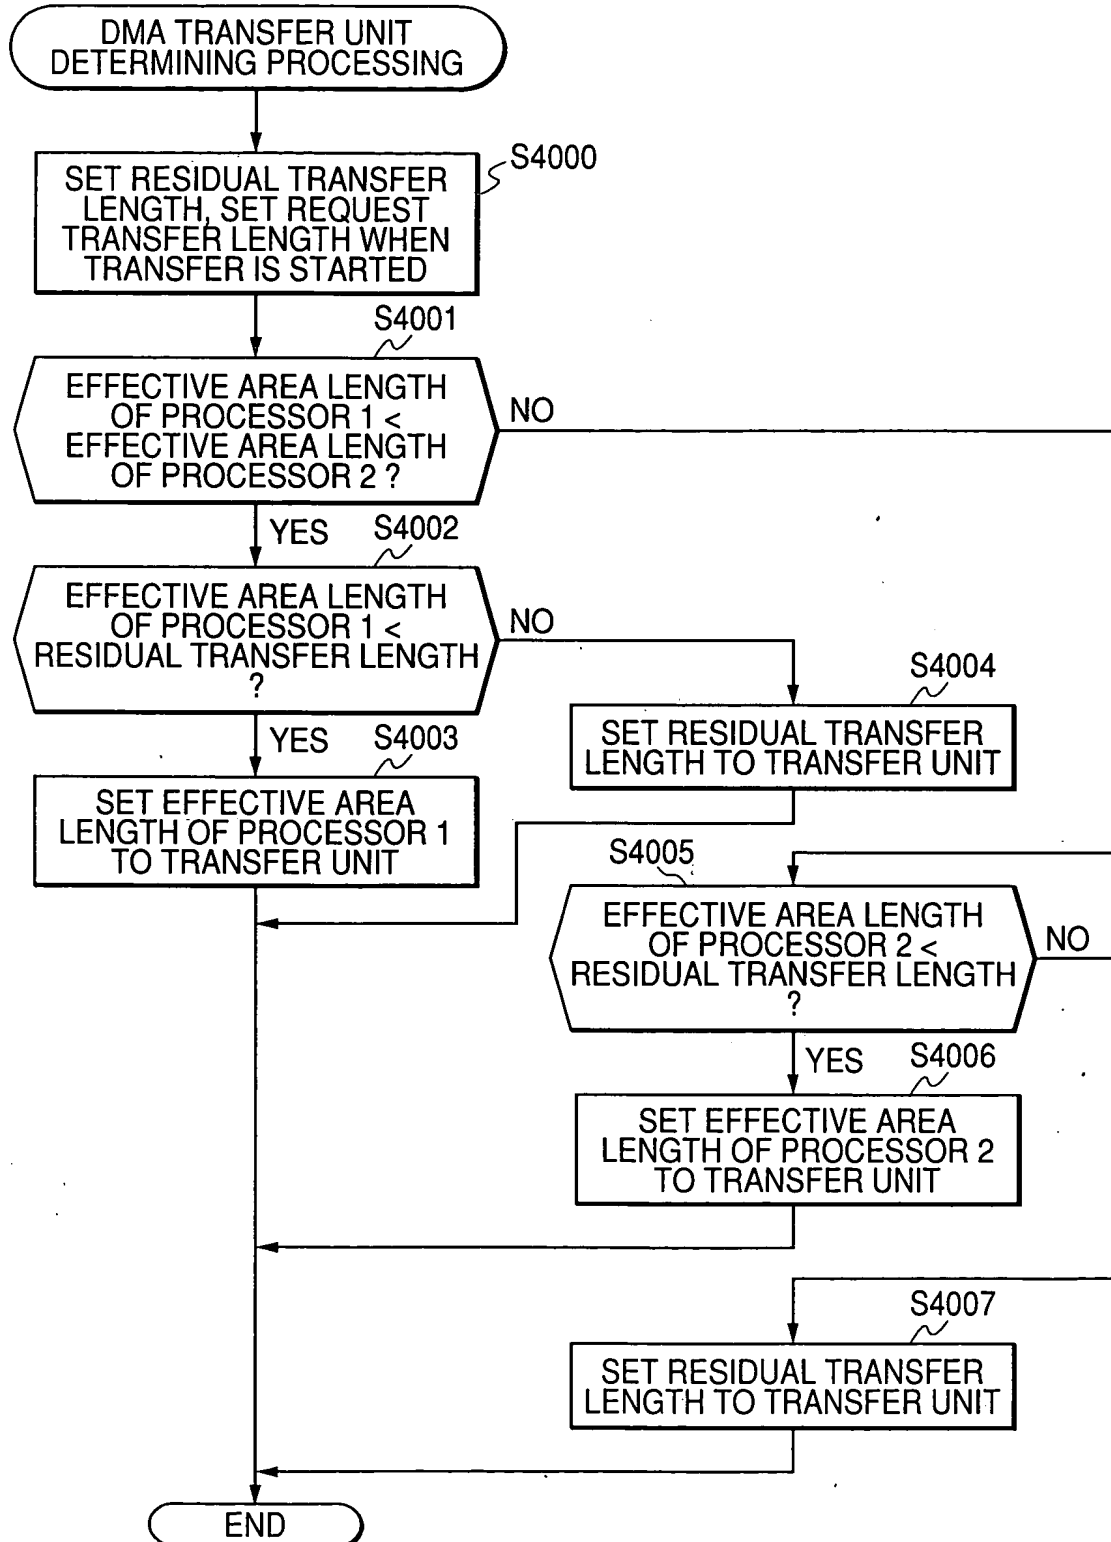 DMA TRANSFER UNIT
DETERMINING PROCESSING
S4000
SET RESIDUAL TRANSFER
LENGTH, SET REQUEST
TRANSFER LENGTH WHEN
TRANSFER IS STARTED
S4001
EFFECTIVE AREA LENGTH
OF PROCESSOR 1 <
EFFECTIVE AREA LENGTH
OF PROCESSOR 2 ?
NO
YES
S4002
EFFECTIVE AREA LENGTH
OF PROCESSOR 1 <
RESIDUAL TRANSFER LENGTH
?
NO
YES
S4003
SET EFFECTIVE AREA
LENGTH OF PROCESSOR 1
TO TRANSFER UNIT
S4004
SET RESIDUAL TRANSFER
LENGTH TO TRANSFER UNIT
S4005
EFFECTIVE AREA LENGTH
OF PROCESSOR 2 <
RESIDUAL TRANSFER LENGTH
?
NO
YES
S4006
SET EFFECTIVE AREA
LENGTH OF PROCESSOR 2
TO TRANSFER UNIT
S4007
SET RESIDUAL TRANSFER
LENGTH TO TRANSFER UNIT
END